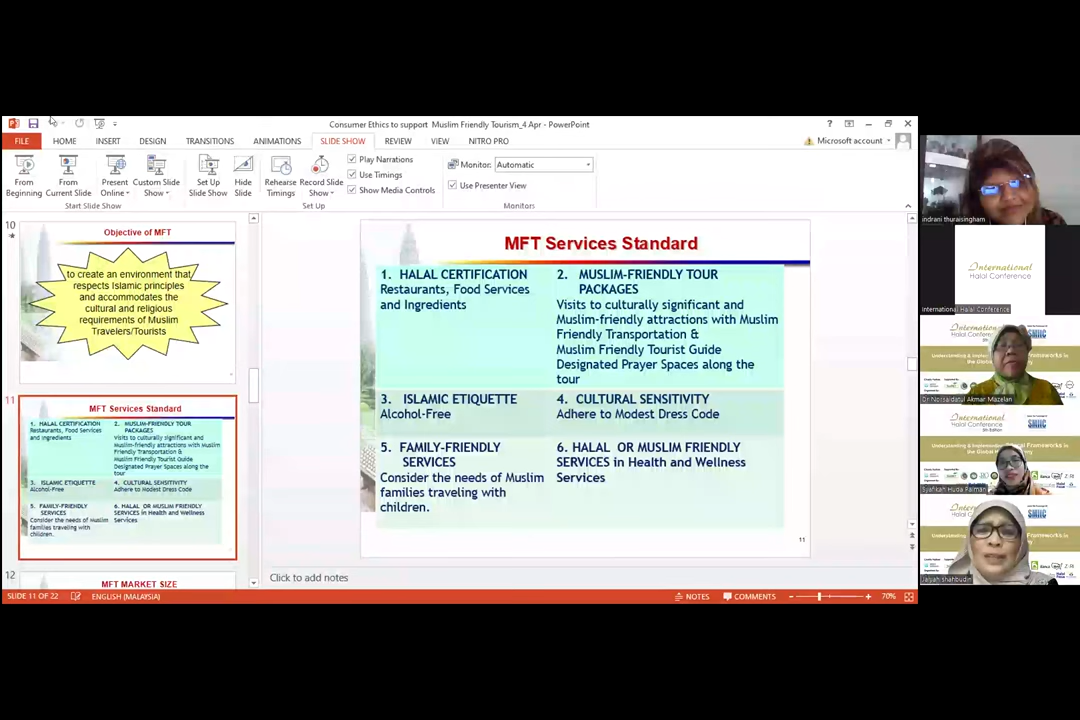 Consumer Ethics to support Muslim Friendly Tourism_4 Apr - PowerPoint
FILE HOME INSERT DESIGN TRANSITIONS ANIMATIONS SLIDE SHOW REVIEW VIEW NITRO PRO
Microsoft account
From Beginning
From Current Slide
Present Online
Custom Slide Show
Start Slide Show
Set Up Slide Show
Hide Slide
Rehearse Timings
Record Slide Show
Play Narrations
Use Timings
Show Media Controls
Set Up
Monitor: Automatic
Use Presenter View
Monitors
10
Objective of MFT
to create an environment that
respects Islamic principles
and accommodates the
cultural and religious
requirements of Muslim
Travelers/Tourists
11
MFT Services Standard
1. HALAL CERTIFICATION
Restaurants, Food Services
and Ingredients
2. MUSLIM-FRIENDLY TOUR
PACKAGES
Visits to culturally significant and
Muslim-friendly attractions with Muslim
Friendly Transportation &
Muslim Friendly Tourist Guide
Designated Prayer Spaces along the
tour
3. ISLAMIC ETIQUETTE
Alcohol-Free
4. CULTURAL SENSITIVITY
Adhere to Modest Dress Code
5. FAMILY-FRIENDLY
SERVICES
Consider the needs of Muslim
families traveling with
children.
6. HALAL OR MUSLIM FRIENDLY
SERVICES in Health and Wellness
Services
12
MFT MARKET SIZE
MFT Services Standard
1. HALAL CERTIFICATION
Restaurants, Food Services
and Ingredients
2. MUSLIM-FRIENDLY TOUR
PACKAGES
Visits to culturally significant and
Muslim-friendly attractions with Muslim
Friendly Transportation &
Muslim Friendly Tourist Guide
Designated Prayer Spaces along the
tour
3. ISLAMIC ETIQUETTE
Alcohol-Free
4. CULTURAL SENSITIVITY
Adhere to Modest Dress Code
5. FAMILY-FRIENDLY
SERVICES
Consider the needs of Muslim
families traveling with
children.
6. HALAL OR MUSLIM FRIENDLY
SERVICES in Health and Wellness
Services
11
Click to add notes
SLIDE 11 OF 22 ENGLISH (MALAYSIA) NOTES COMMENTS 70%
indrani thuraisingham
International
Halal Conference
International Halal Conference
SMIIC
Dr Norsaidatul Akmar Mazelan
SMIIC
Syafikah Huda Paiman
SMIIC